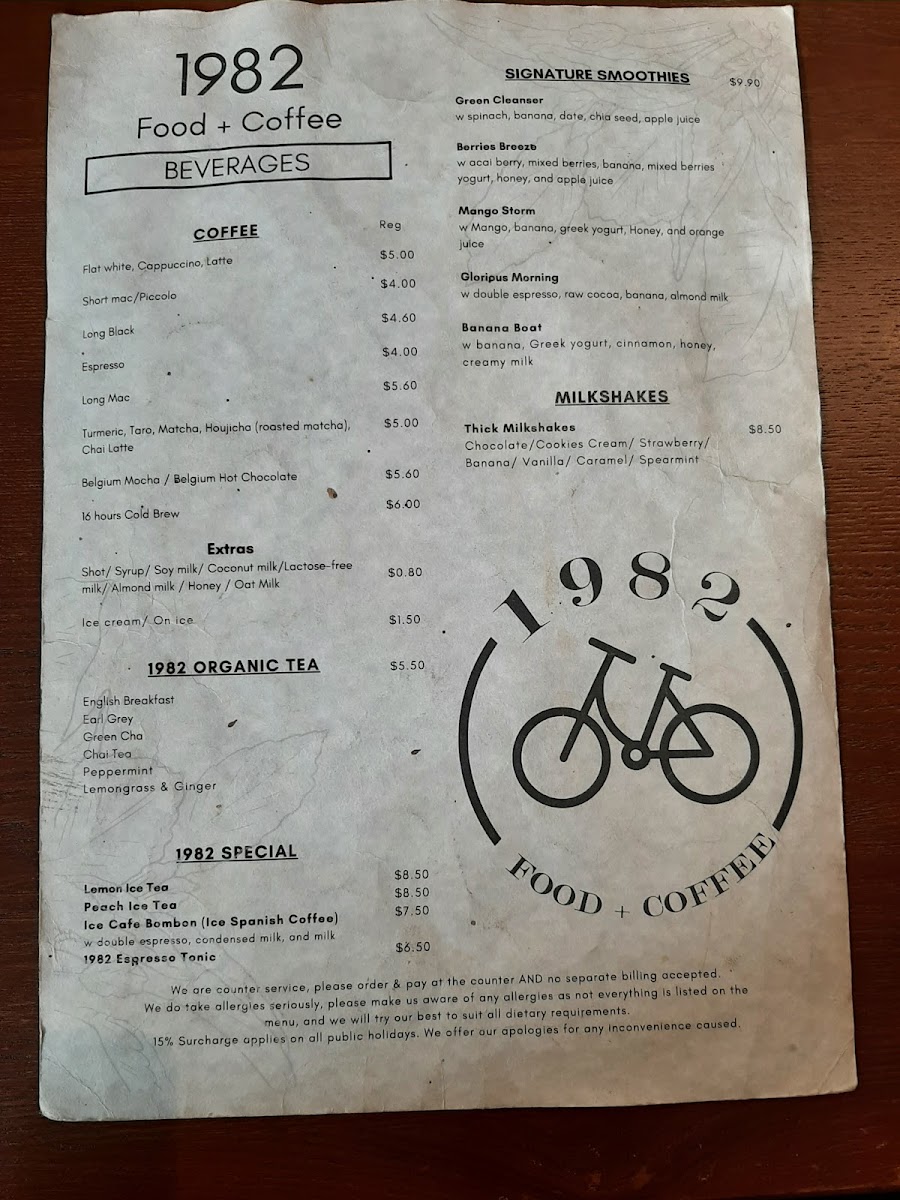 1982
Food + Coffee
BEVERAGES
COFFEE
Reg
Flat white, Cappuccino, Latte $5.00
Short mac/Piccolo $4.00
Long Black $4.60
Espresso $4.00
Long Mac $5.60
Turmeric, Taro, Matcha, Houjicha (roasted matcha), $5.00
Chai Latte
Belgium Mocha / Belgium Hot Chocolate $5.60
16 hours Cold Brew $6.00
Extras
Shot/ Syrup/ Soy milk/ Coconut milk/Lactose-free
milk/ Almond milk / Honey / Oat Milk $0.80
Ice cream/ On ice $1.50
1982 ORGANIC TEA $5.50
English Breakfast
Earl Grey
Green Cha
Chai Tea
Peppermint
Lemongrass & Ginger
1982 SPECIAL
Lemon Ice Tea $8.50
Peach Ice Tea $8.50
Ice Cafe Bombon (Ice Spanish Coffee) $7.50
w double espresso, condensed milk, and milk
1982 Espresso Tonic $6.50
SIGNATURE SMOOTHIES $9.90
Green Cleanser
w spinach, banana, date, chia seed, apple juice
Berries Breeze
w acai berry, mixed berries, banana, mixed berries
yogurt, honey, and apple juice
Mango Storm
w Mango, banana, greek yogurt, Honey, and orange
juice
Gloripus Morning
w double espresso, raw cocoa, banana, almond milk
Banana Boat
w banana, Greek yogurt, cinnamon, honey,
creamy milk
MILKSHAKES
Thick Milkshakes $8.50
Chocolate/Cookies Cream/ Strawberry/
Banana/ Vanilla/ Caramel/ Spearmint
1982
FOOD + COFFEE
We are counter service, please order & pay at the counter AND no separate billing accepted.
We do take allergies seriously, please make us aware of any allergies as not everything is listed on the
menu, and we will try our best to suit all dietary requirements.
15% Surcharge applies on all public holidays. We offer our apologies for any inconvenience caused.